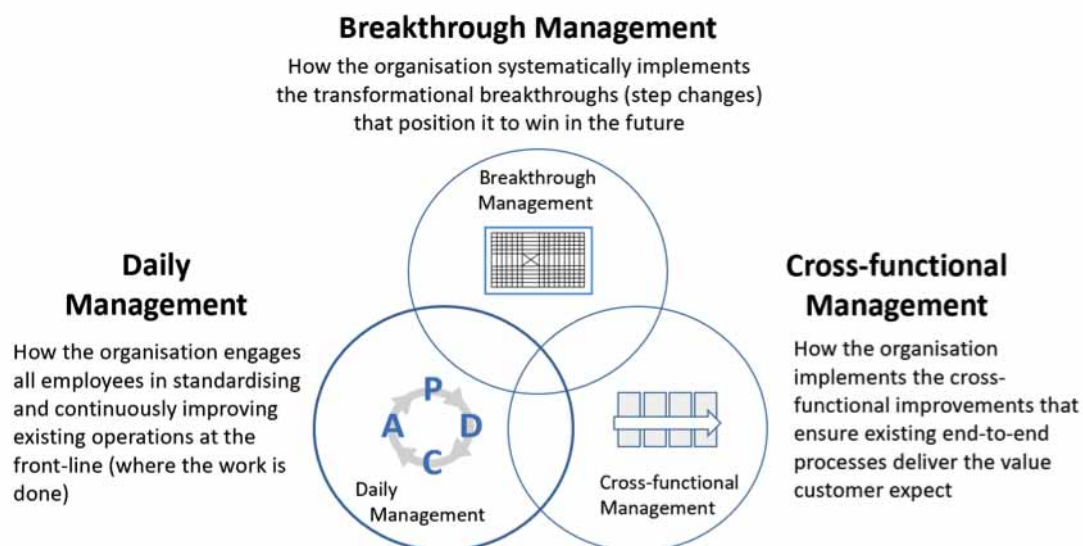 Breakthrough Management
How the organisation systematically implements
the transformational breakthroughs (step changes)
that position it to win in the future
Breakthrough
Management
Daily
Management
How the organisation engages
all employees in standardising
and continuously improving
existing operations at the
front-line (where the work is
done)
P
A
D
C
Daily
Management
Cross-functional
Management
Cross-functional
Management
How the organisation
implements the cross-
functional improvements that
ensure existing end-to-end
processes deliver the value
customer expect